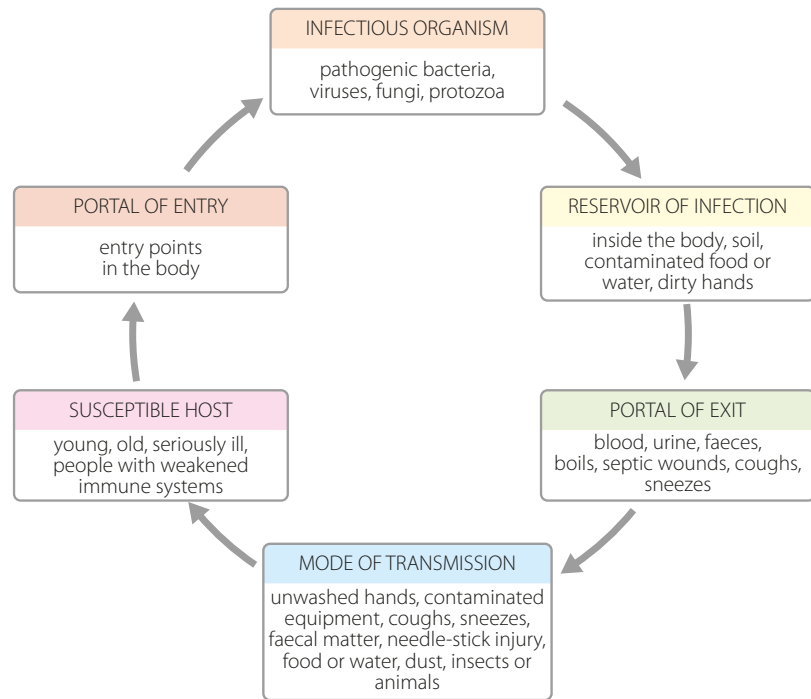 INFECTIOUS ORGANISM
pathogenic bacteria,
viruses, fungi, protozoa
PORTAL OF ENTRY
entry points
in the body
RESERVOIR OF INFECTION
inside the body, soil,
contaminated food or
water, dirty hands
SUSCEPTIBLE HOST
young, old, seriously ill,
people with weakened
immune systems
PORTAL OF EXIT
blood, urine, faeces,
boils, septic wounds, coughs,
sneezes
MODE OF TRANSMISSION
unwashed hands, contaminated
equipment, coughs, sneezes,
faecal matter, needle-stick injury,
food or water, dust, insects or
animals